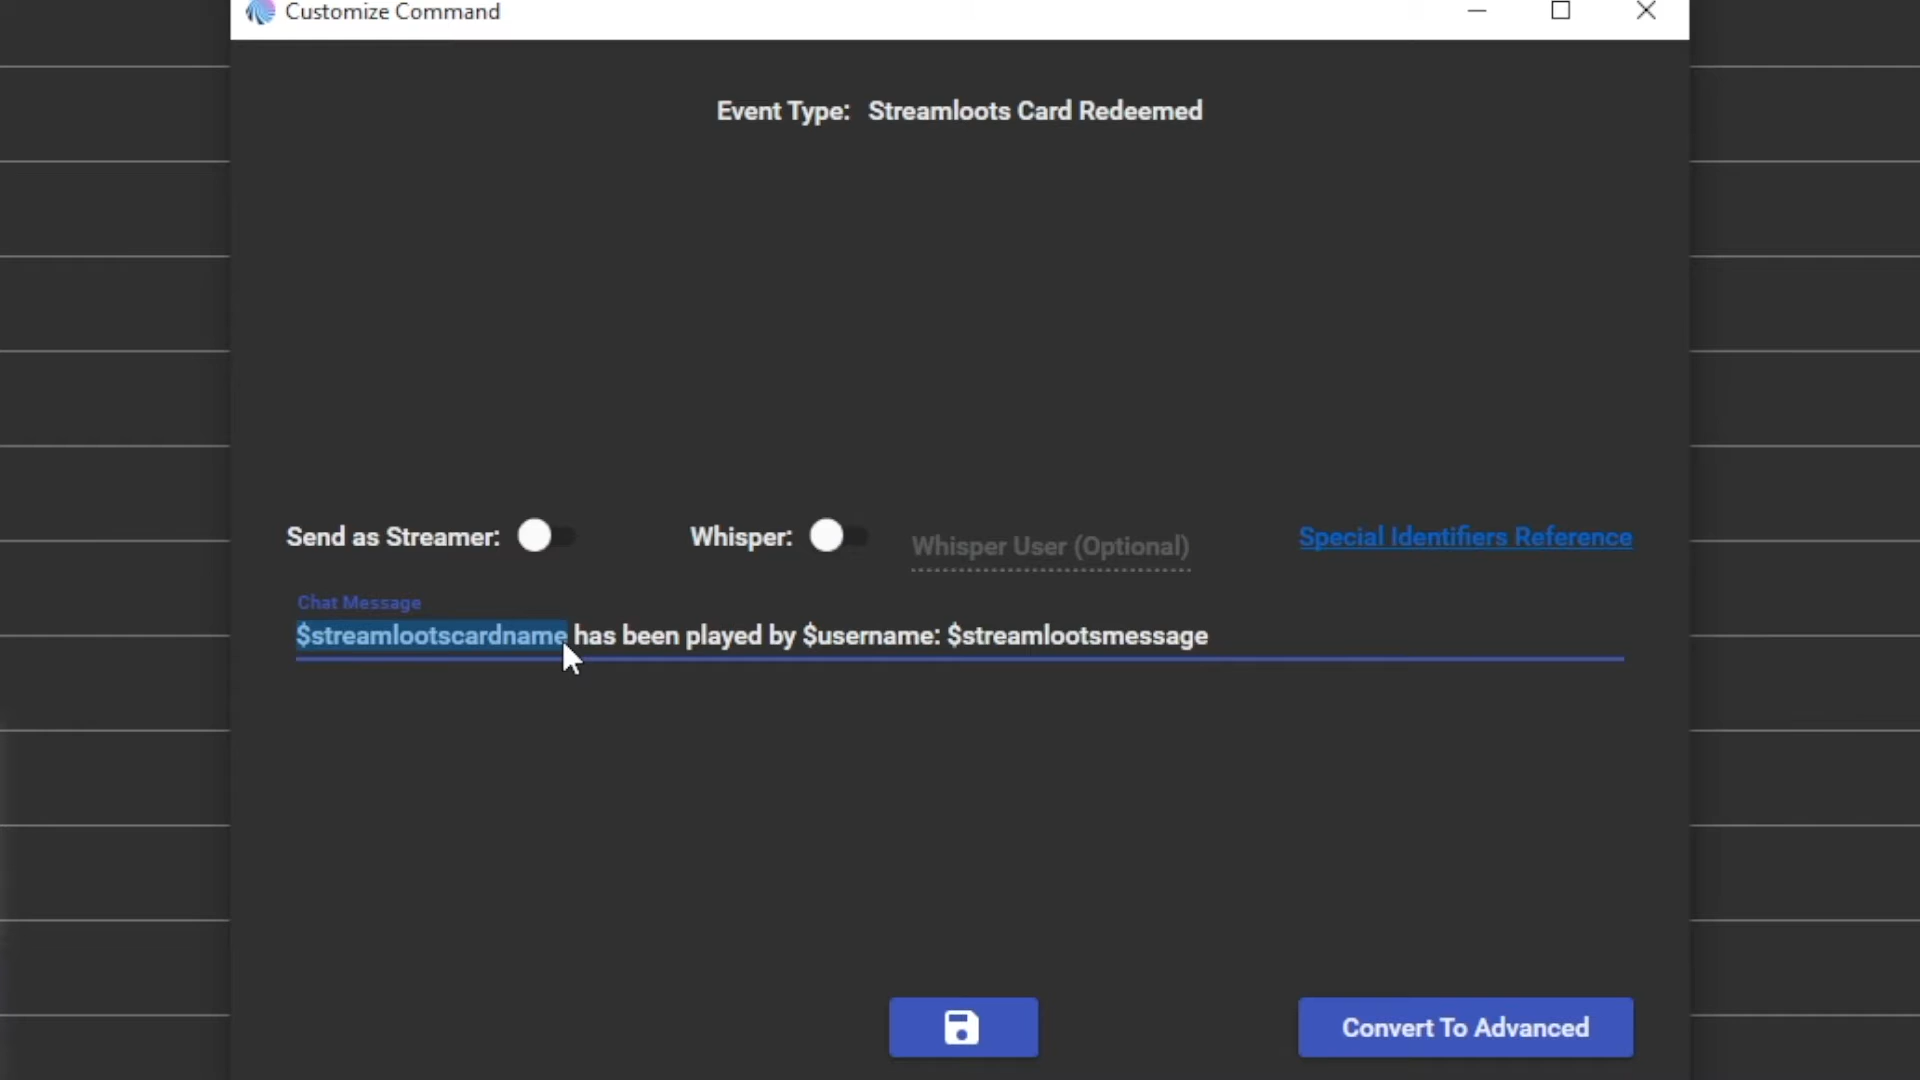 Customize Command
Event Type: Streamloots Card Redeemed
Send as Streamer: Whisper: Whisper User (Optional) Special Identifiers Reference
Chat Message
$streamlootscardname has been played by $username: $streamlootsmessage
Convert To Advanced